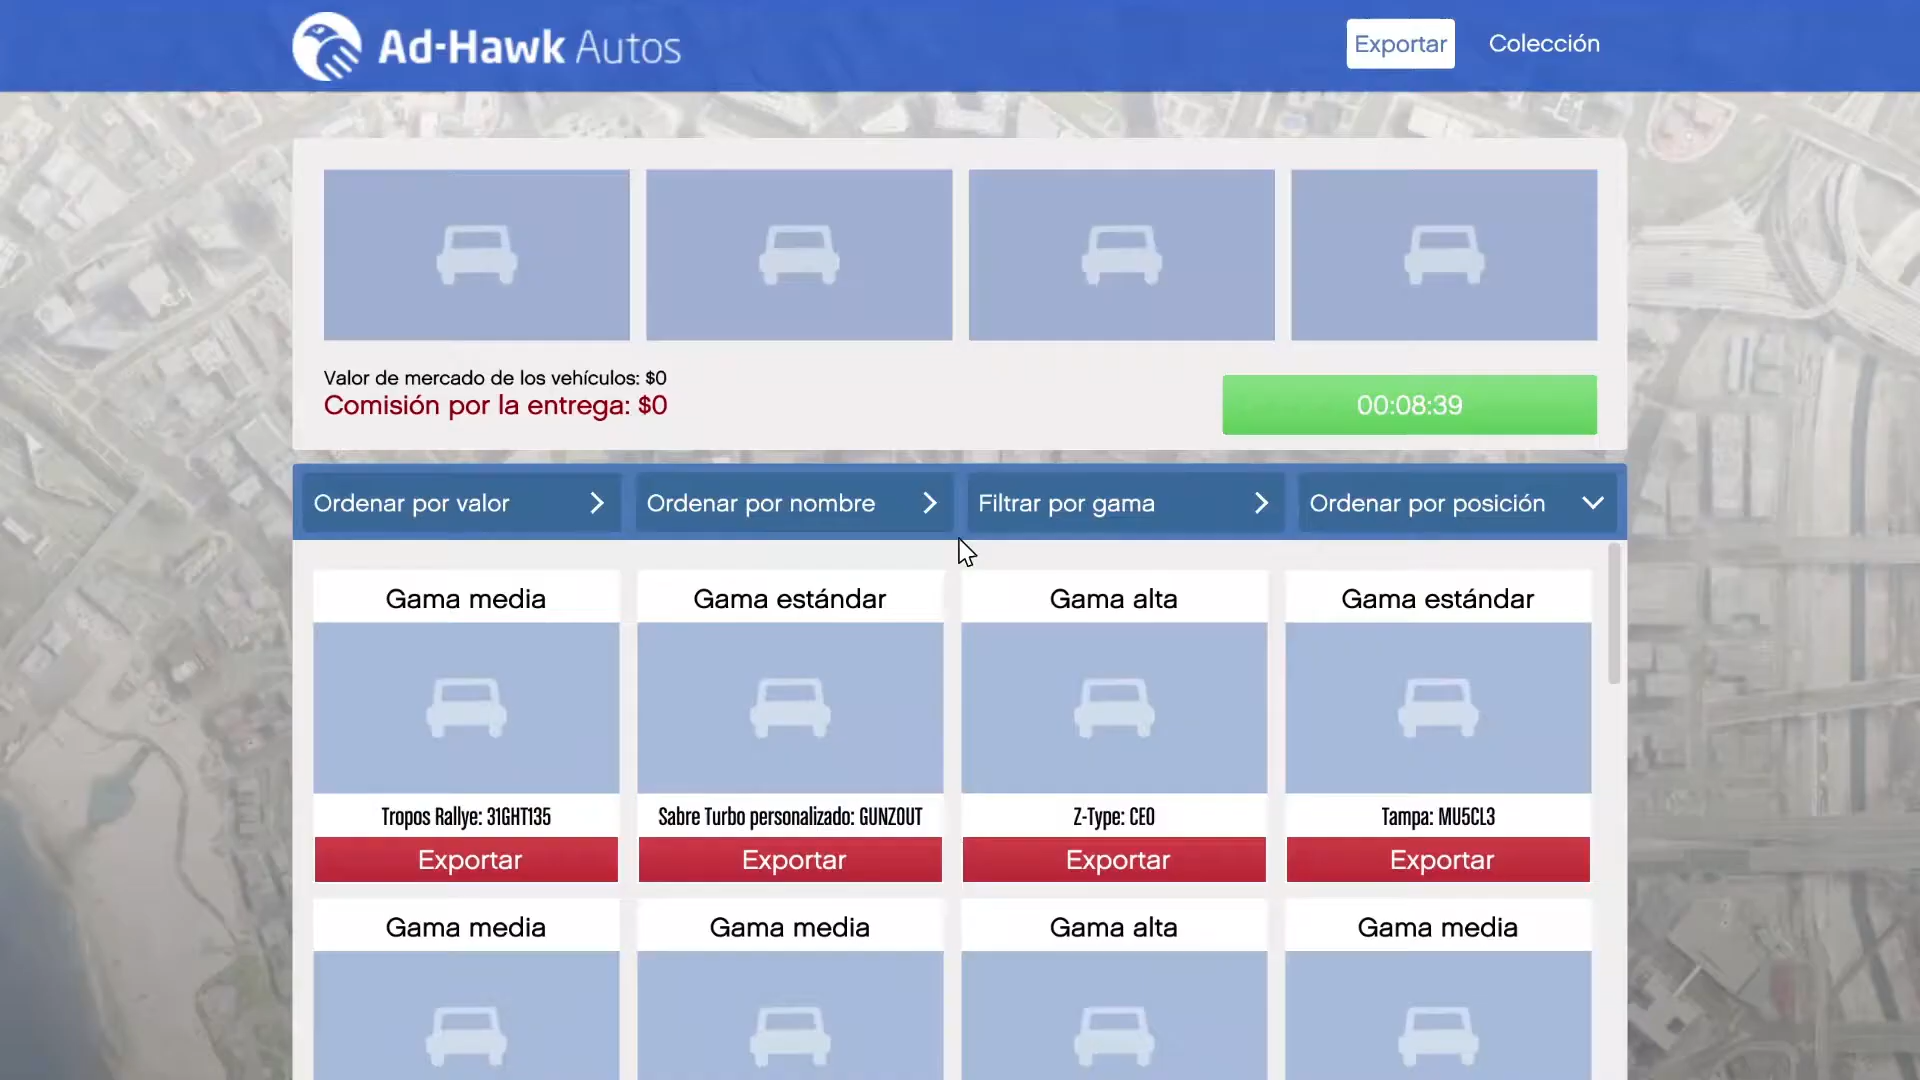 Ad-Hawk Autos
Exportar
Colección
Valor de mercado de los vehículos: $0
Comisión por la entrega: $0
00:08:39
Ordenar por valor
Ordenar por nombre
Filtrar por gama
Ordenar por posición
Gama media
Gama estándar
Gama alta
Gama estándar
Tropos Rallye: 31GHT135
Sabre Turbo personalizado: GUNZOUT
Z-Type: CEO
Tampa: MU5CL3
Exportar
Exportar
Exportar
Exportar
Gama media
Gama media
Gama alta
Gama media